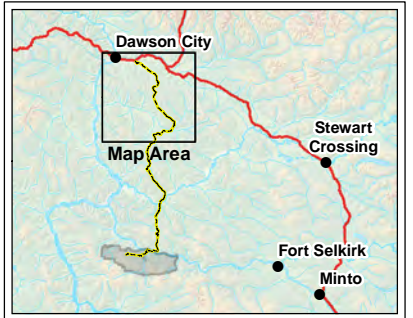 Dawson City
Map Area
Stewart
Crossing
Fort Selkirk
Minto